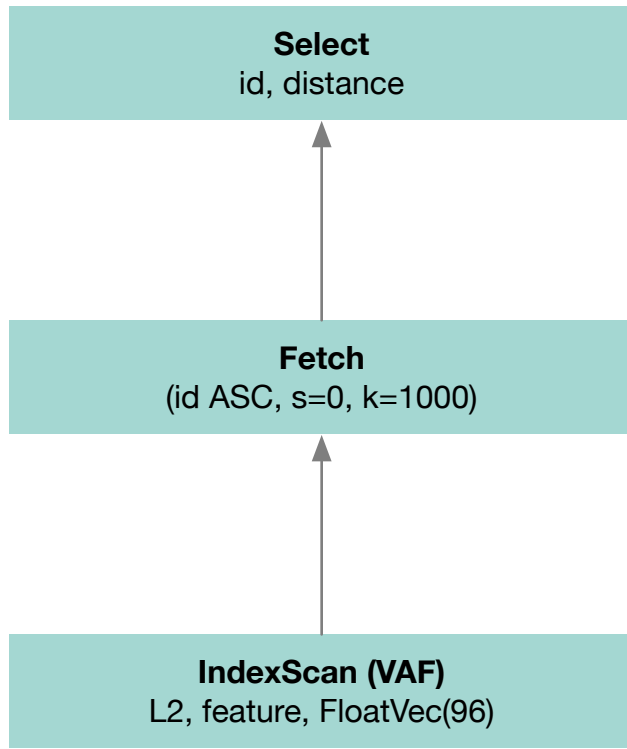 Select
id, distance
Fetch
(id ASC, s=0, k=1000)
IndexScan (VAF)
L2, feature, FloatVec(96)